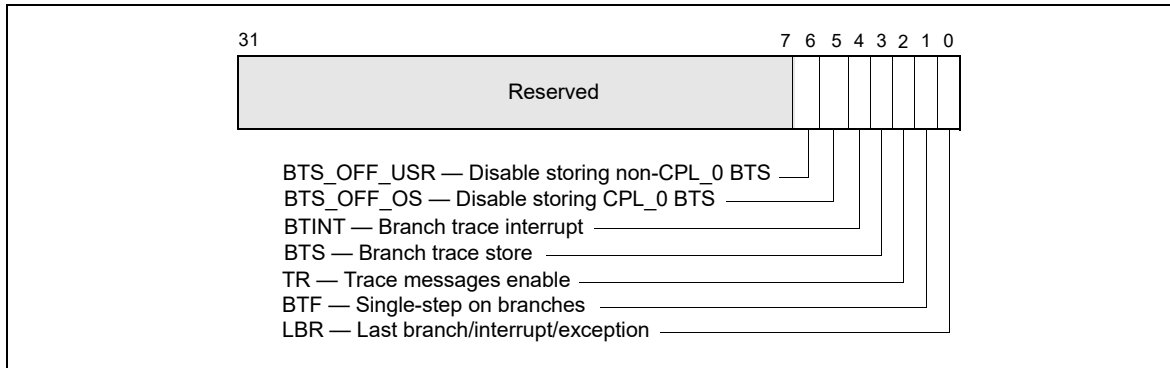 31 7 6 5 4 3 2 1 0
Reserved
BTS_OFF_USR — Disable storing non-CPL_0 BTS
BTS_OFF_OS — Disable storing CPL_0 BTS
BTINT — Branch trace interrupt
BTS — Branch trace store
TR — Trace messages enable
BTF — Single-step on branches
LBR — Last branch/interrupt/exception